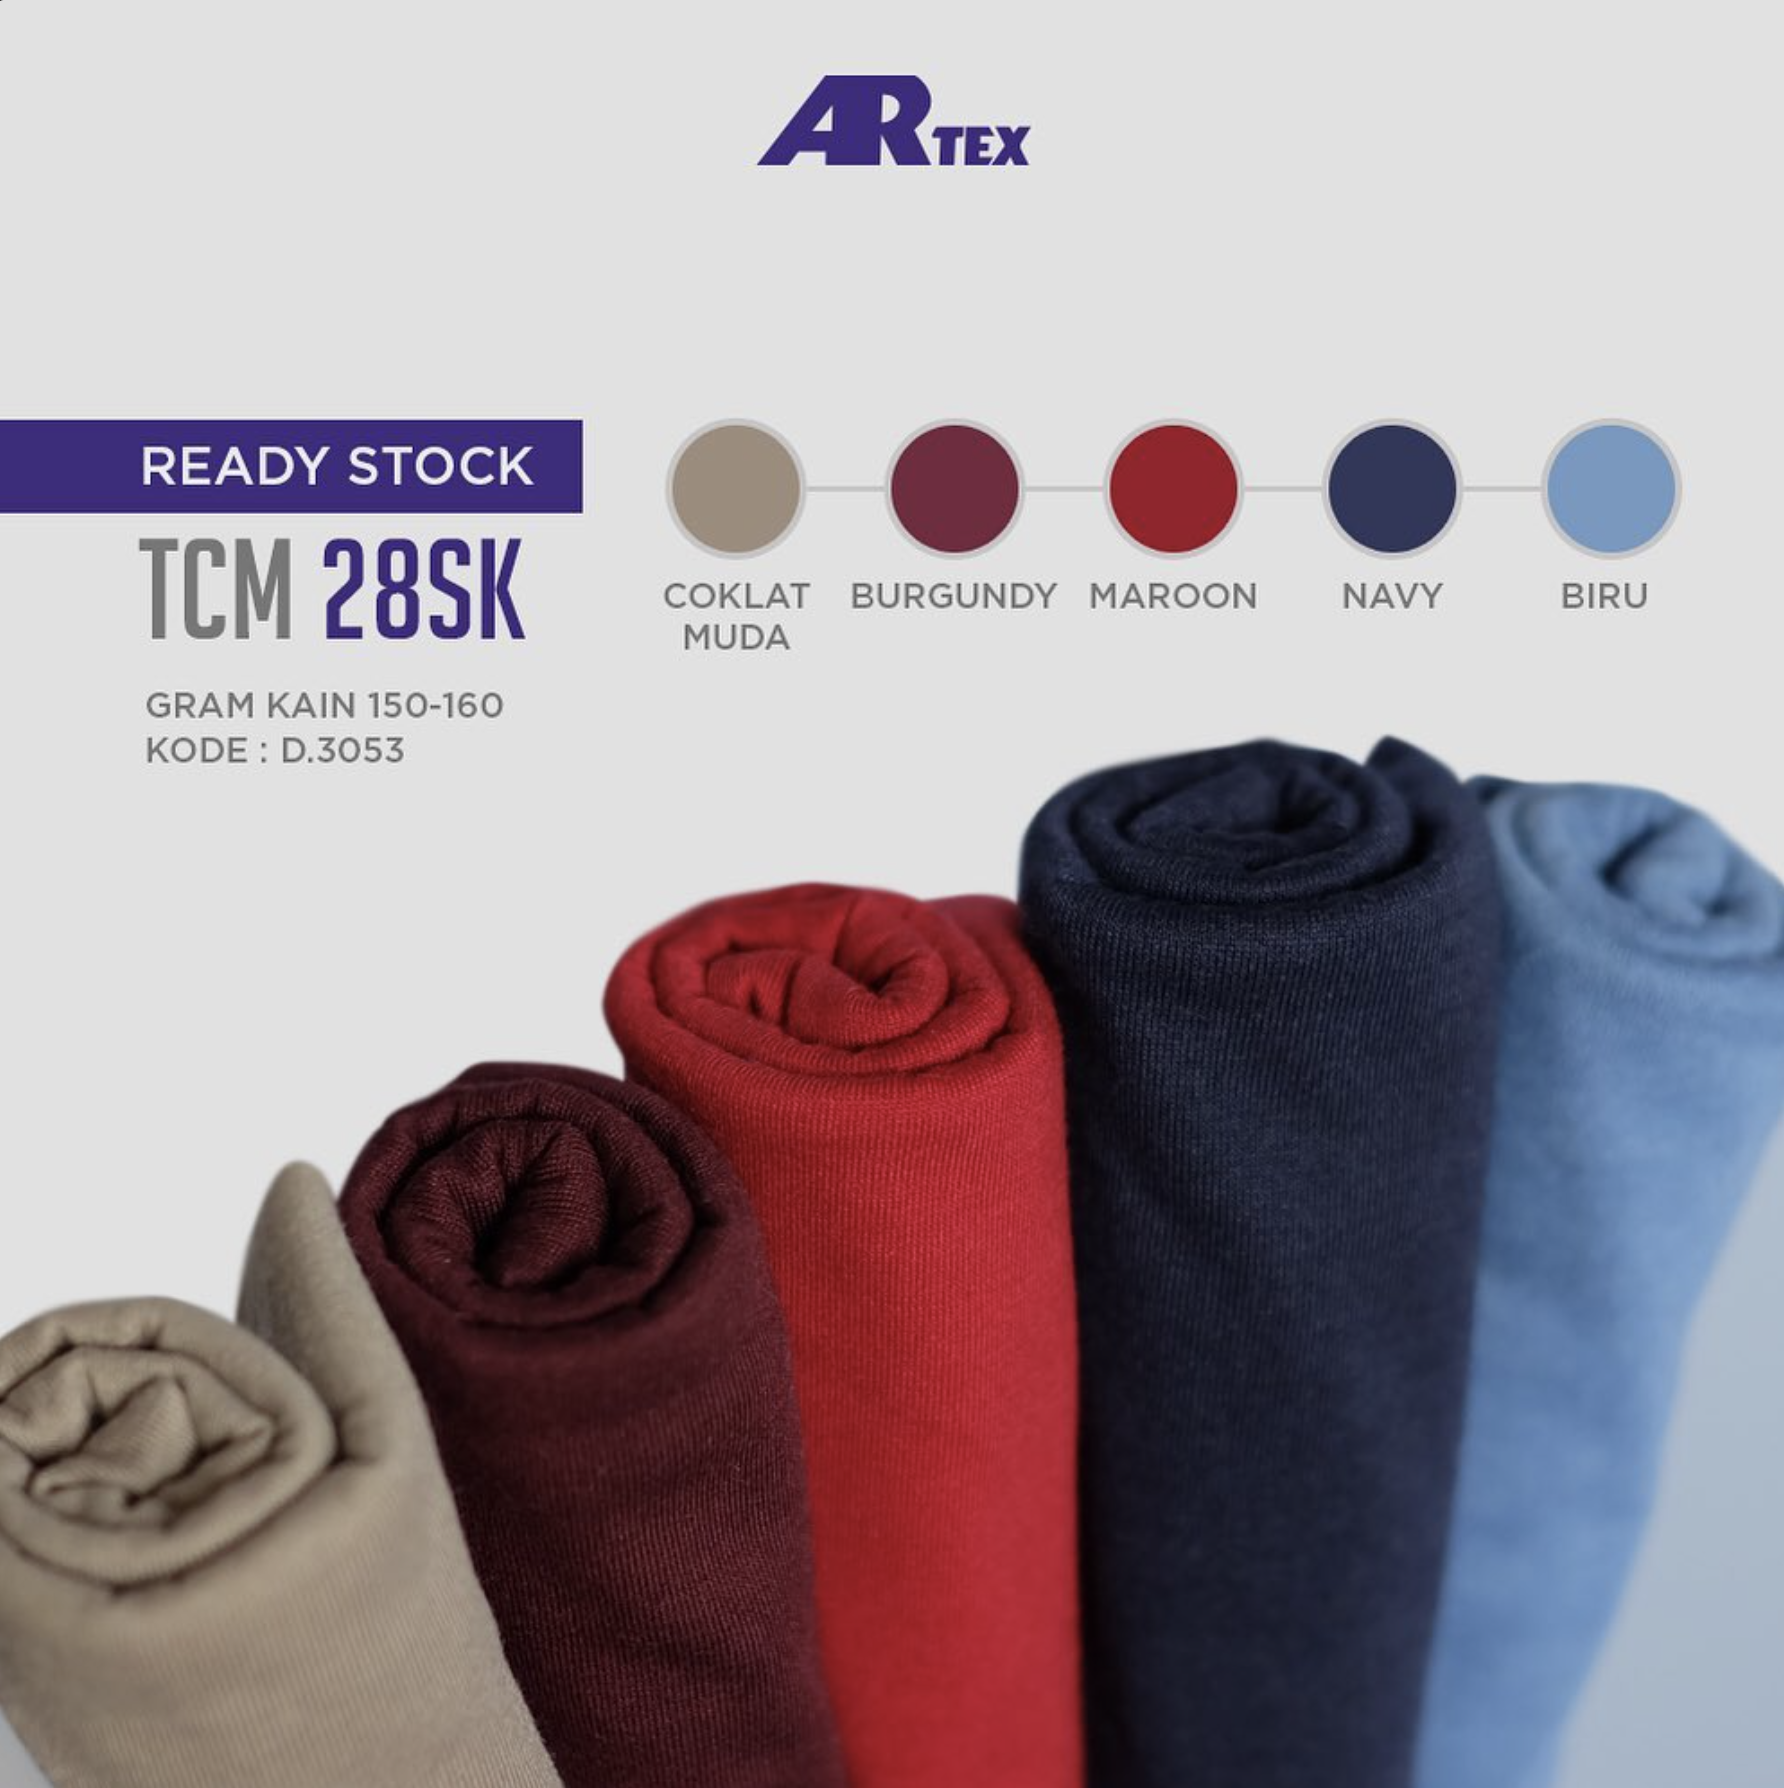 ARTEX
READY STOCK
TCM 28SK
GRAM KAIN 150-160
KODE : D.3053
COKLAT
MUDA
BURGUNDY
MAROON
NAVY
BIRU